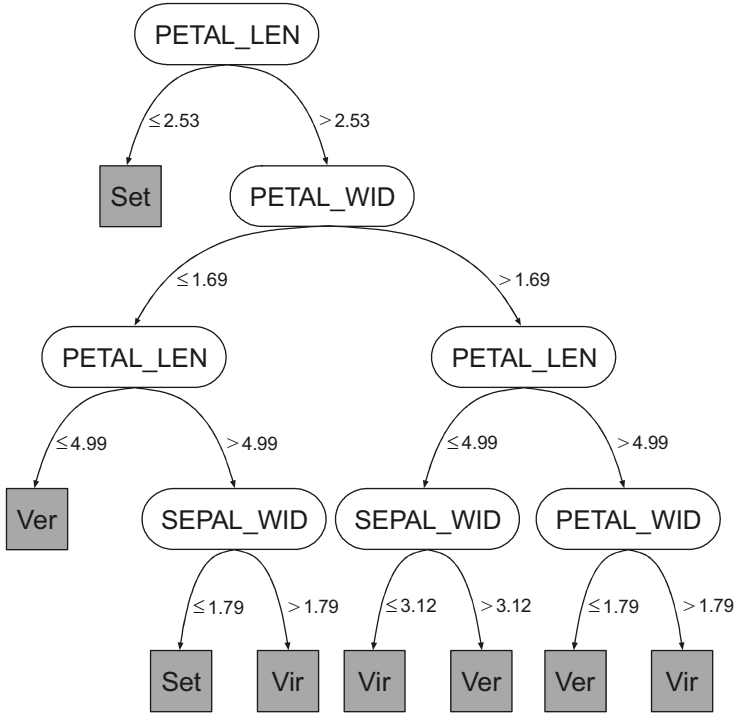 PETAL_LEN
≤2.53
>2.53
Set
PETAL_WID
≤1.69
>1.69
PETAL_LEN
PETAL_LEN
≤4.99
>4.99
≤4.99
>4.99
Ver
SEPAL_WID
SEPAL_WID
PETAL_WID
≤1.79
>1.79
≤3.12
>3.12
≤1.79
>1.79
Set
Vir
Vir
Ver
Ver
Vir